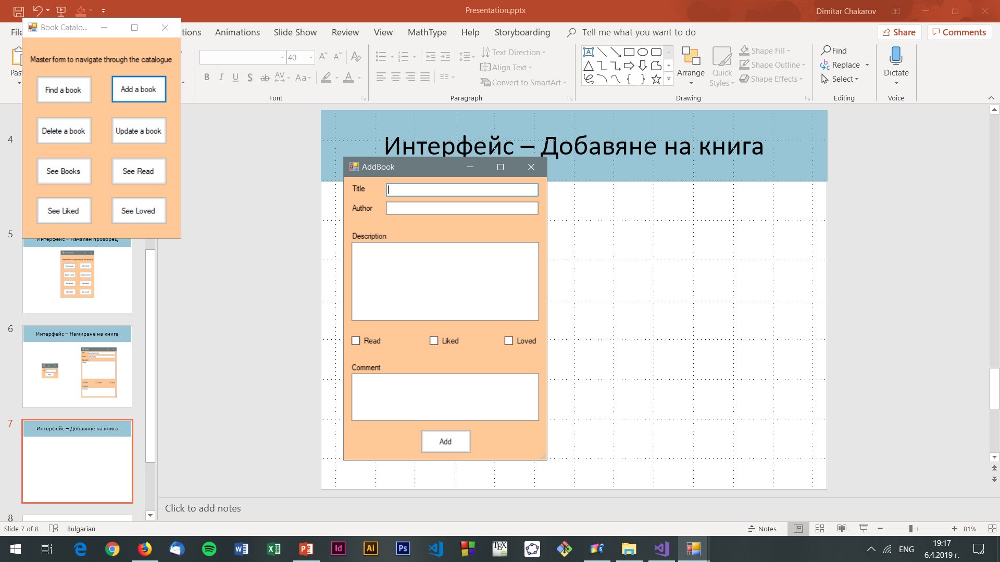 Presentation.pptx
Dimitar Chakarov
Book Catalo...
File
itions
Animations
Slide Show
Review
View
MathType
Help
Storyboarding
Tell me what you want to do
Share
Comments
Past
40
Text Direction
Align Text
Convert to SmartArt
Arrange
Quick Styles
Shape Fill
Shape Outline
Shape Effects
Find
Replace
Select
Dictate
Font
Paragraph
Drawing
Editing
Voice
Master form to navigate through the catalogue
Find a book
Add a book
Delete a book
Update a book
See Books
See Read
See Liked
See Loved
4
5
Интерфейс – Начален прозорец
6
Интерфейс – Намиране на книга
7
Интерфейс – Добавяне на книга
8
Интерфейс – Добавяне на книга
AddBook
Title
Author
Description
Read
Liked
Loved
Comment
Add
Click to add notes
Slide 7 of 8
Bulgarian
Notes
81%
ENG
19:17
6.4.2019 г.